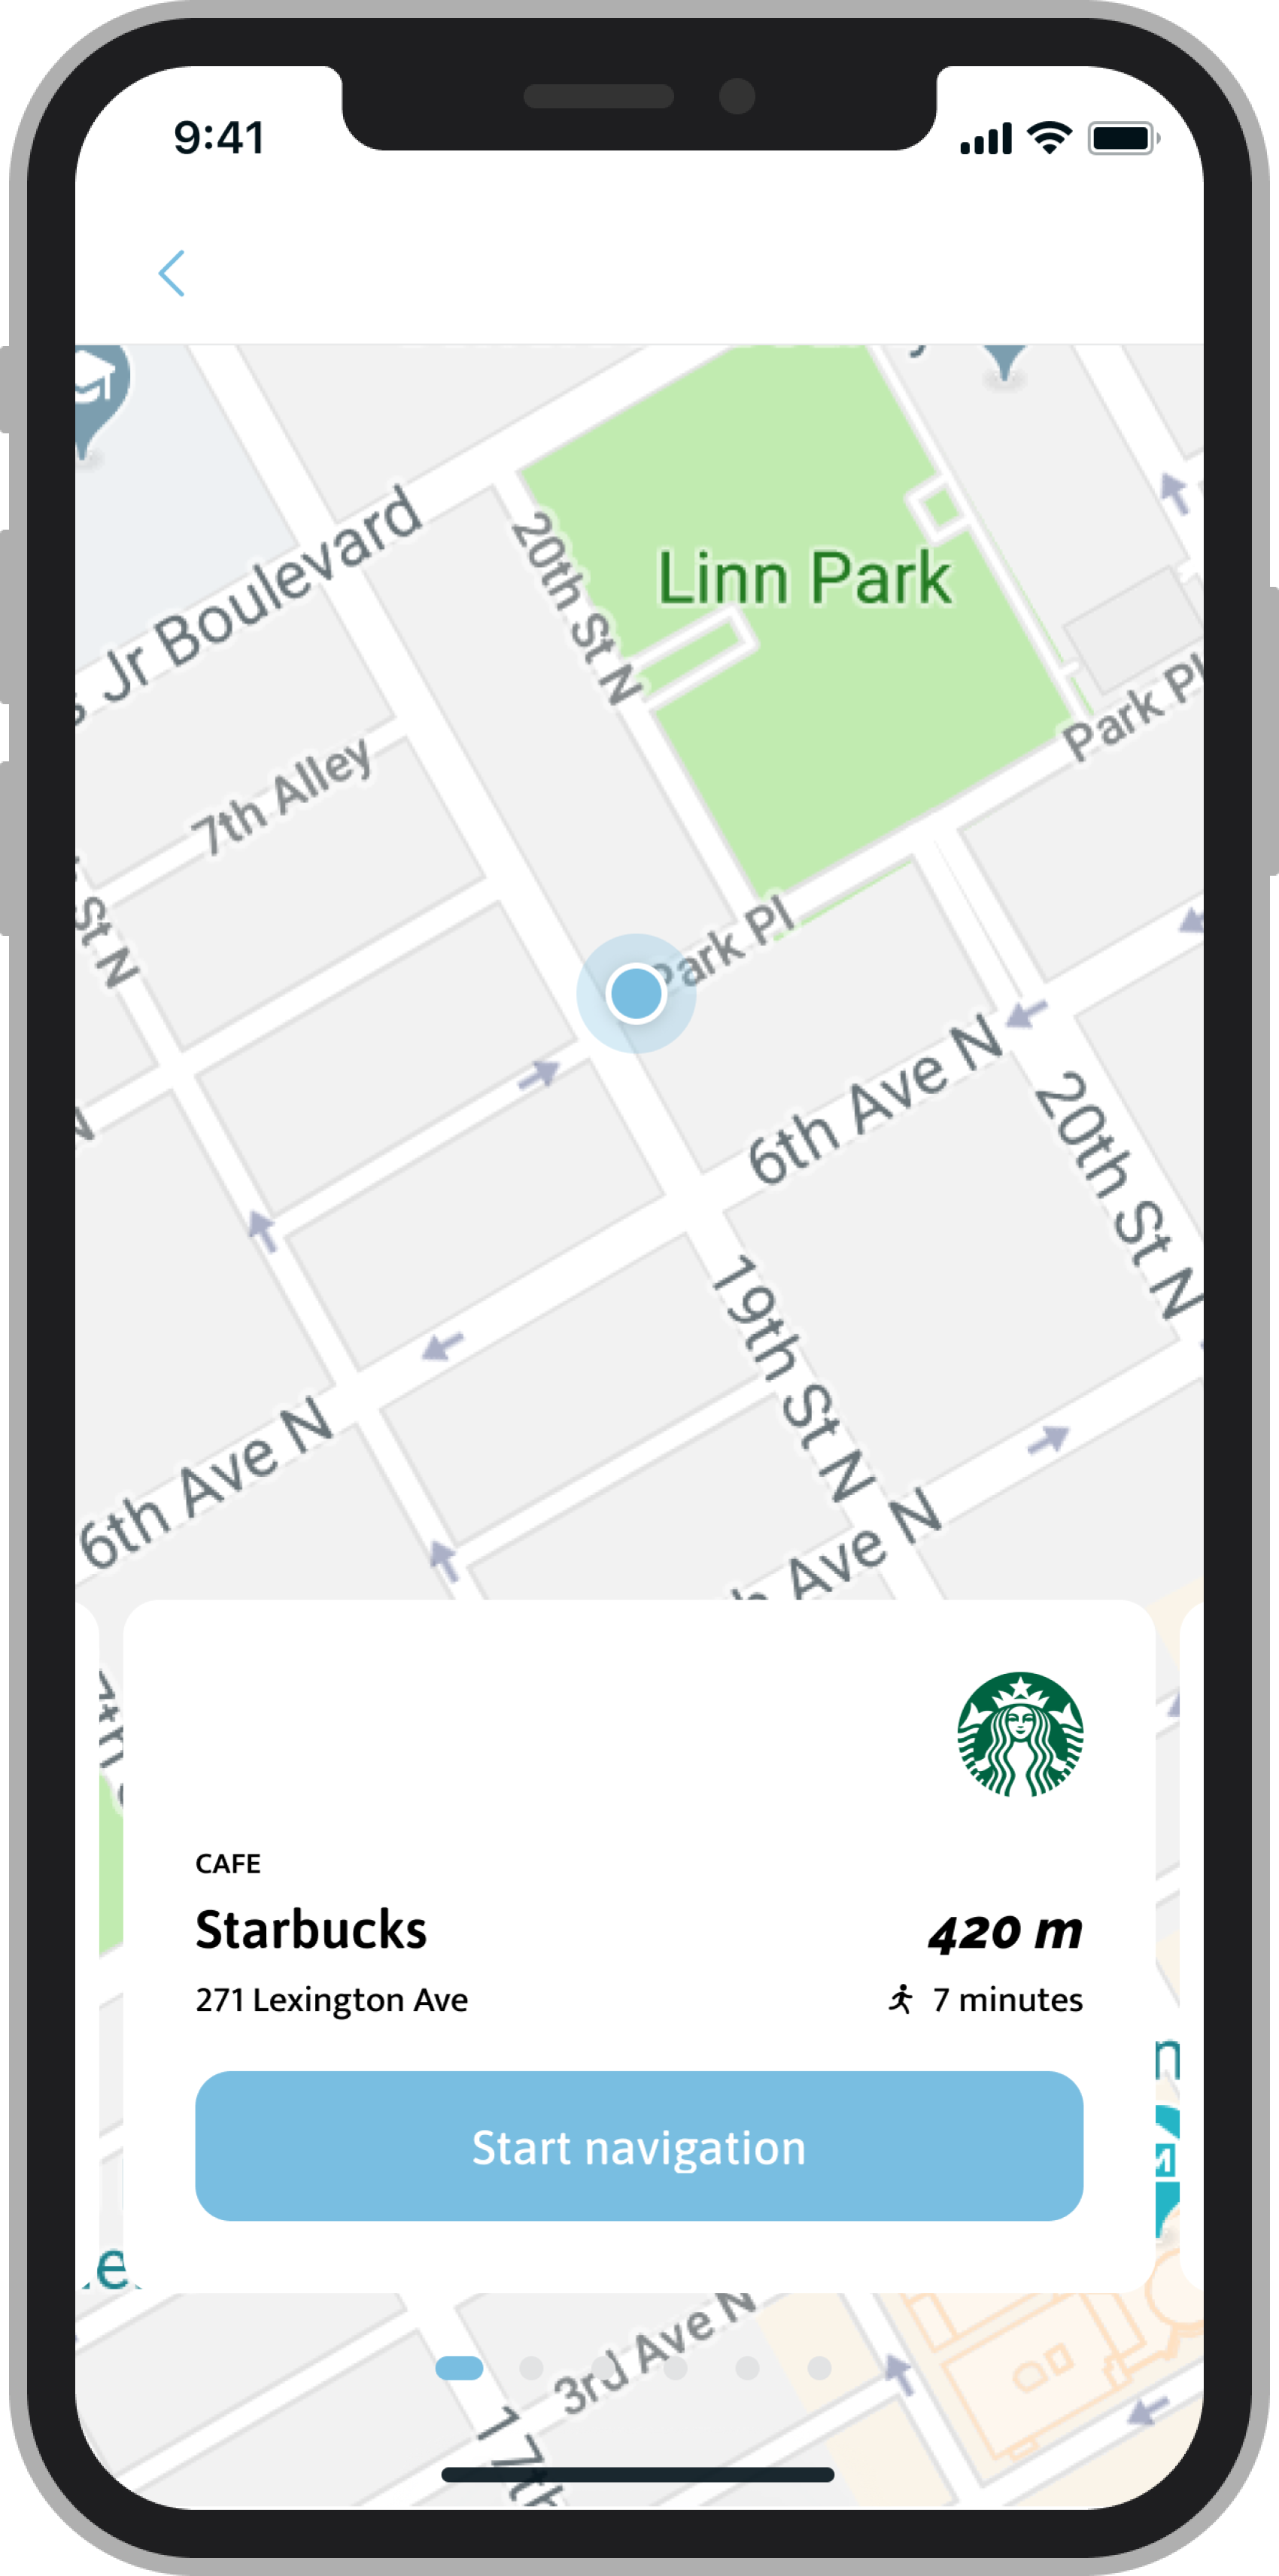 9:41
Jr Boulevard
20th St N
Linn Park
Park Pl
7th Alley
St N
Park Pl
6th Ave N
20th St N
19th St N
6th Ave N
Ave N
CAFE
Starbucks
420 m
271 Lexington Ave
7 minutes
Start navigation
3rd Ave N
17th